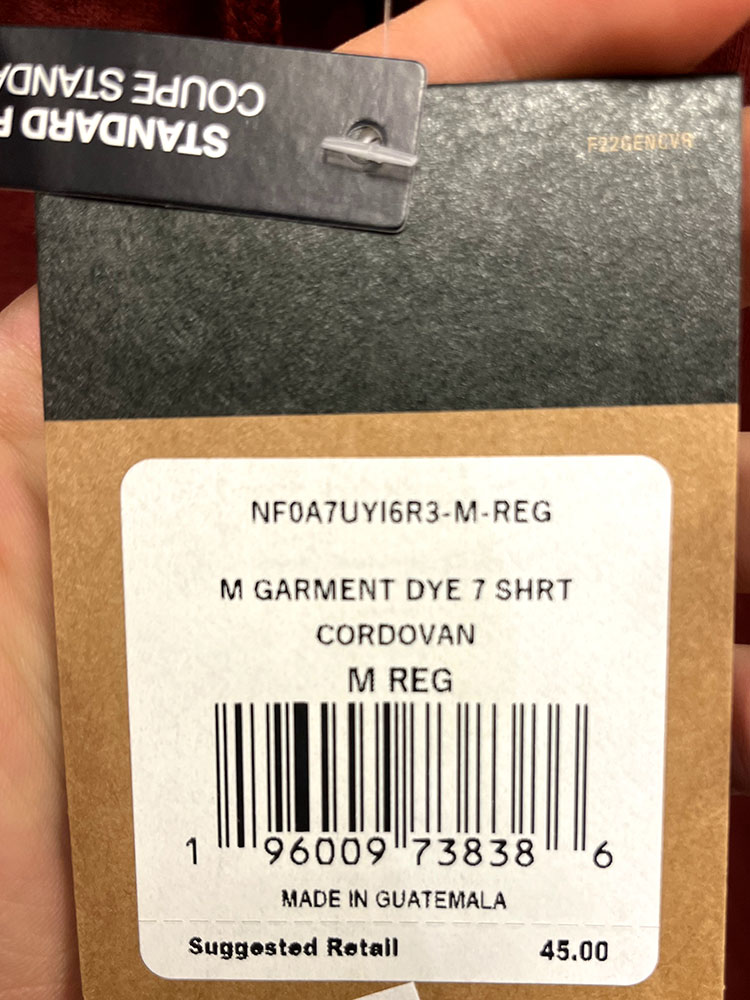 STANDARD
COUPE STANDA
F22GENCVR
NF0A7UYI6R3-M-REG
M GARMENT DYE 7 SHRT
CORDOVAN
M REG
1 96009 73838 6
MADE IN GUATEMALA
Suggested Retail 45.00